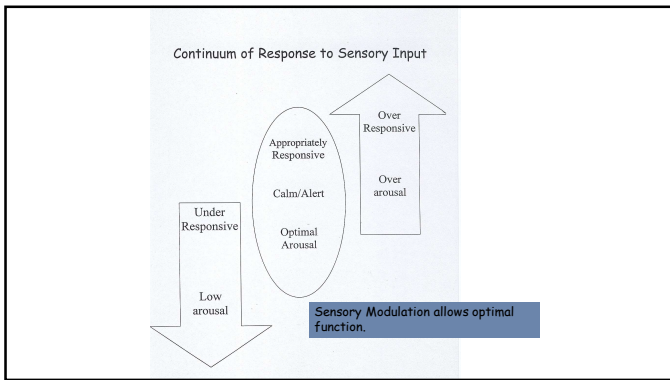 Continuum of Response to Sensory Input
Under
Responsive
Low
arousal
Appropriately
Responsive
Calm/Alert
Optimal
Arousal
Over
Responsive
Over
arousal
Sensory Modulation allows optimal
function.